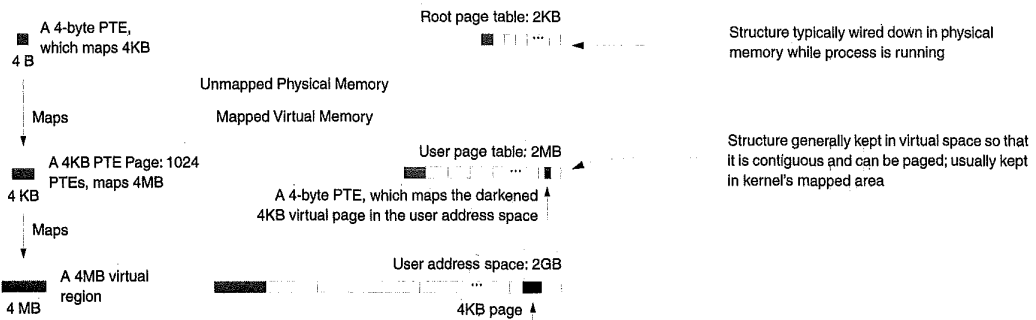 A 4-byte PTE,
which maps 4KB
4 B
Root page table: 2KB
...
Structure typically wired down in physical
memory while process is running
Unmapped Physical Memory
Mapped Virtual Memory
Maps
A 4KB PTE Page: 1024
PTEs, maps 4MB
4 KB
User page table: 2MB
...
Structure generally kept in virtual space so that
it is contiguous and can be paged; usually kept
in kernel's mapped area
A 4-byte PTE, which maps the darkened
4KB virtual page in the user address space
Maps
A 4MB virtual
region
4 MB
User address space: 2GB
...
4KB page